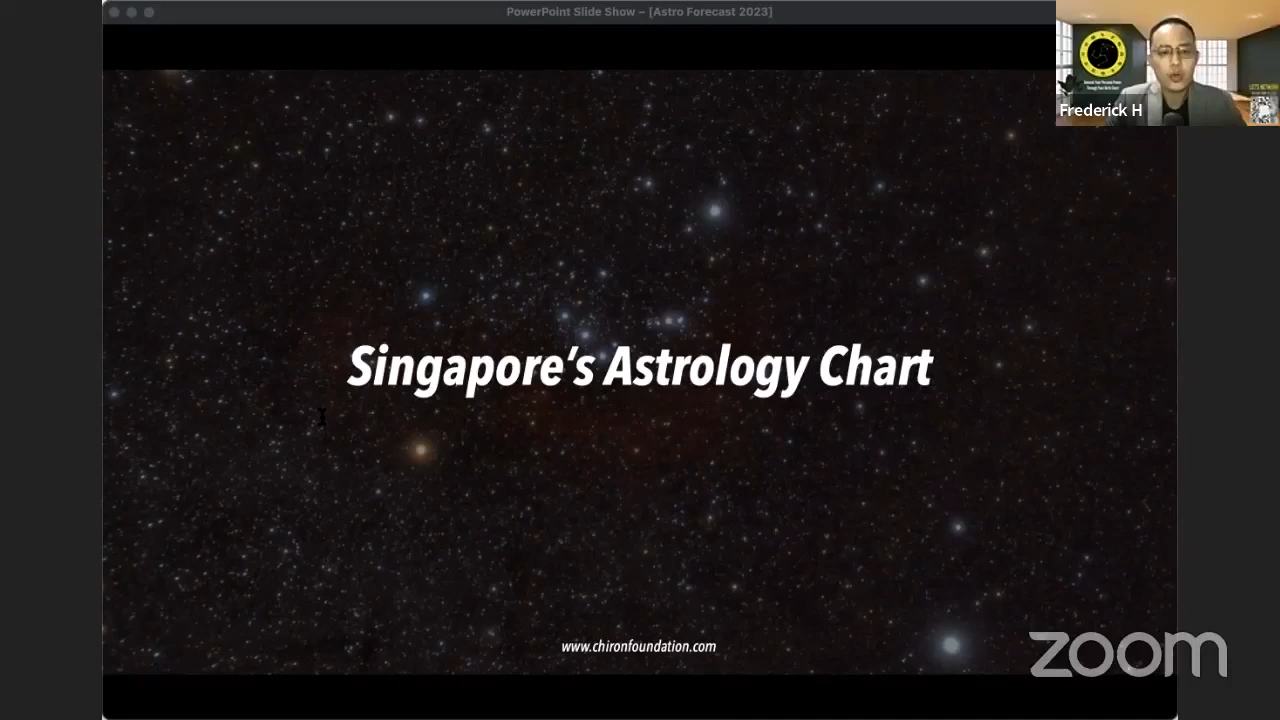 PowerPoint Slide Show – [Astro Forecast 2023]
Frederick H
Singapore's Astrology Chart
www.chironfoundation.com
zoom